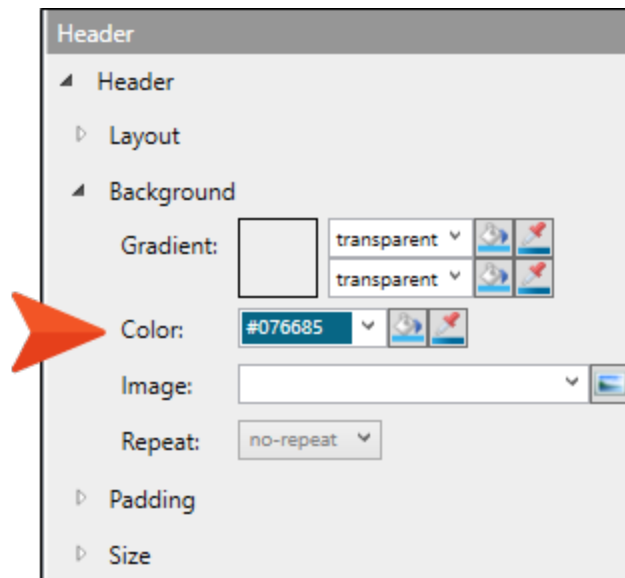 Header
Header
Layout
Background
Gradient:
transparent
transparent
Color:
#076685
Image:
Repeat:
no-repeat
Padding
Size